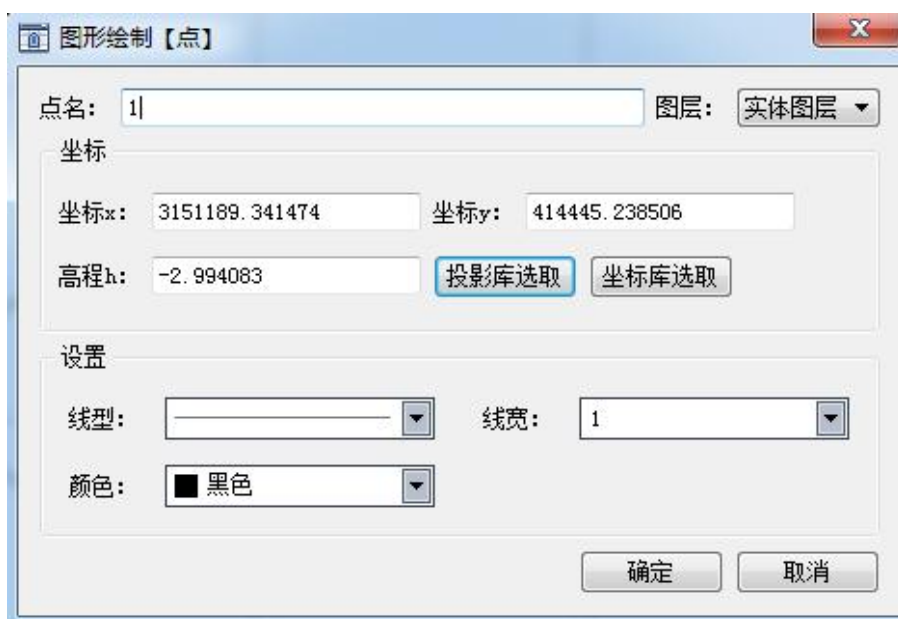 图形绘制【点】
点名： 1 图层： 实体图层
坐标
坐标x： 3151189.341474 坐标y： 414445.238506
高程h： -2.994083 投影库选取 坐标库选取
设置
线型： 线宽： 1
颜色： 黑色
确定 取消